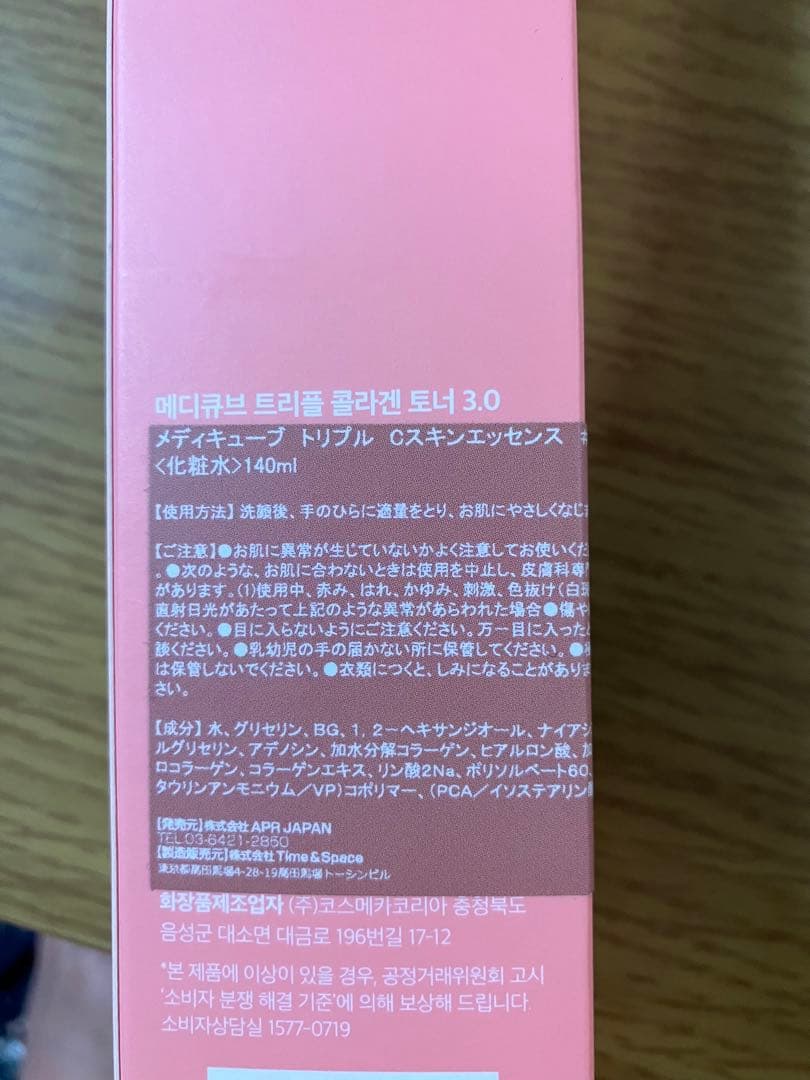 메디큐브 트리플 콜라겐 토너 3.0
メディキューブ トリプル Cスキンエッセンス
<化粧水>140ml
【使用方法】洗顔後、手のひらに適量をとり、お肌にやさしくなじ
【ご注意】●お肌に異常が生じていないかよく注意してお使いくだ
。●次のような、お肌に合わないときは使用を中止し、皮膚科専
があります。(1)使用中、赤み、はれ、かゆみ、刺激、色抜け(白斑
直射日光があたって上記のような異常があらわれた場合●傷や
ください。●目に入らないようにご注意ください。万一目に入った
談ください。●乳幼児の手の届かない所に保管してください。●
は保管しないでください。●衣類につくと、しみになることがありま
さい。
【成分】水、グリセリン、BG、1,2-ヘキサンジオール、ナイアシ
ルグリセリン、アデノシン、加水分解コラーゲン、ヒアルロン酸、加
ロコラーゲン、コラーゲンエキス、リン酸2Na、ポリソルベート60、
タウリンアンモニウム/VP)コポリマー、(PCA/イソステアリン
【発売元】株式会社 APR JAPAN
TEL03-6421-2850
【製造販売元】株式会社 Time&Space
東京都高田馬場4-28-19高田馬場トーシンビル
화장품제조업자 (주)코스메카코리아 충청북도
음성군 대소면 대금로 196번길 17-12
*본 제품에 이상이 있을 경우, 공정거래위원회 고시
'소비자 분쟁 해결 기준'에 의해 보상해 드립니다.
소비자상담실 1577-0719